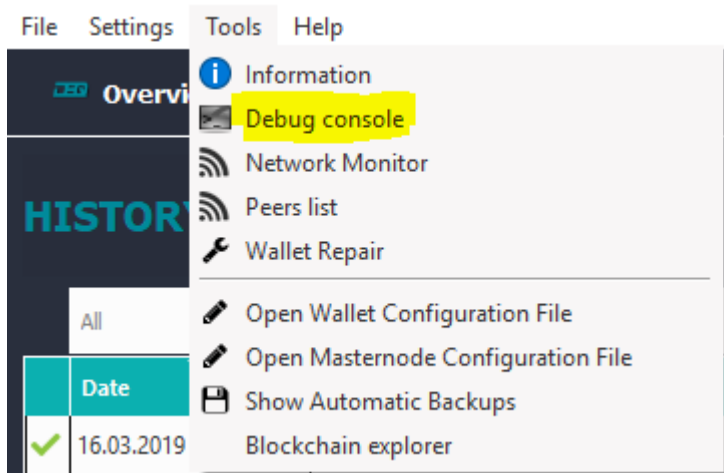 File Settings Tools Help
Information
Overvi
Debug console
Network Monitor
HISTORY
Peers list
Wallet Repair
All
Open Wallet Configuration File
Open Masternode Configuration File
Date
Show Automatic Backups
16.03.2019
Blockchain explorer